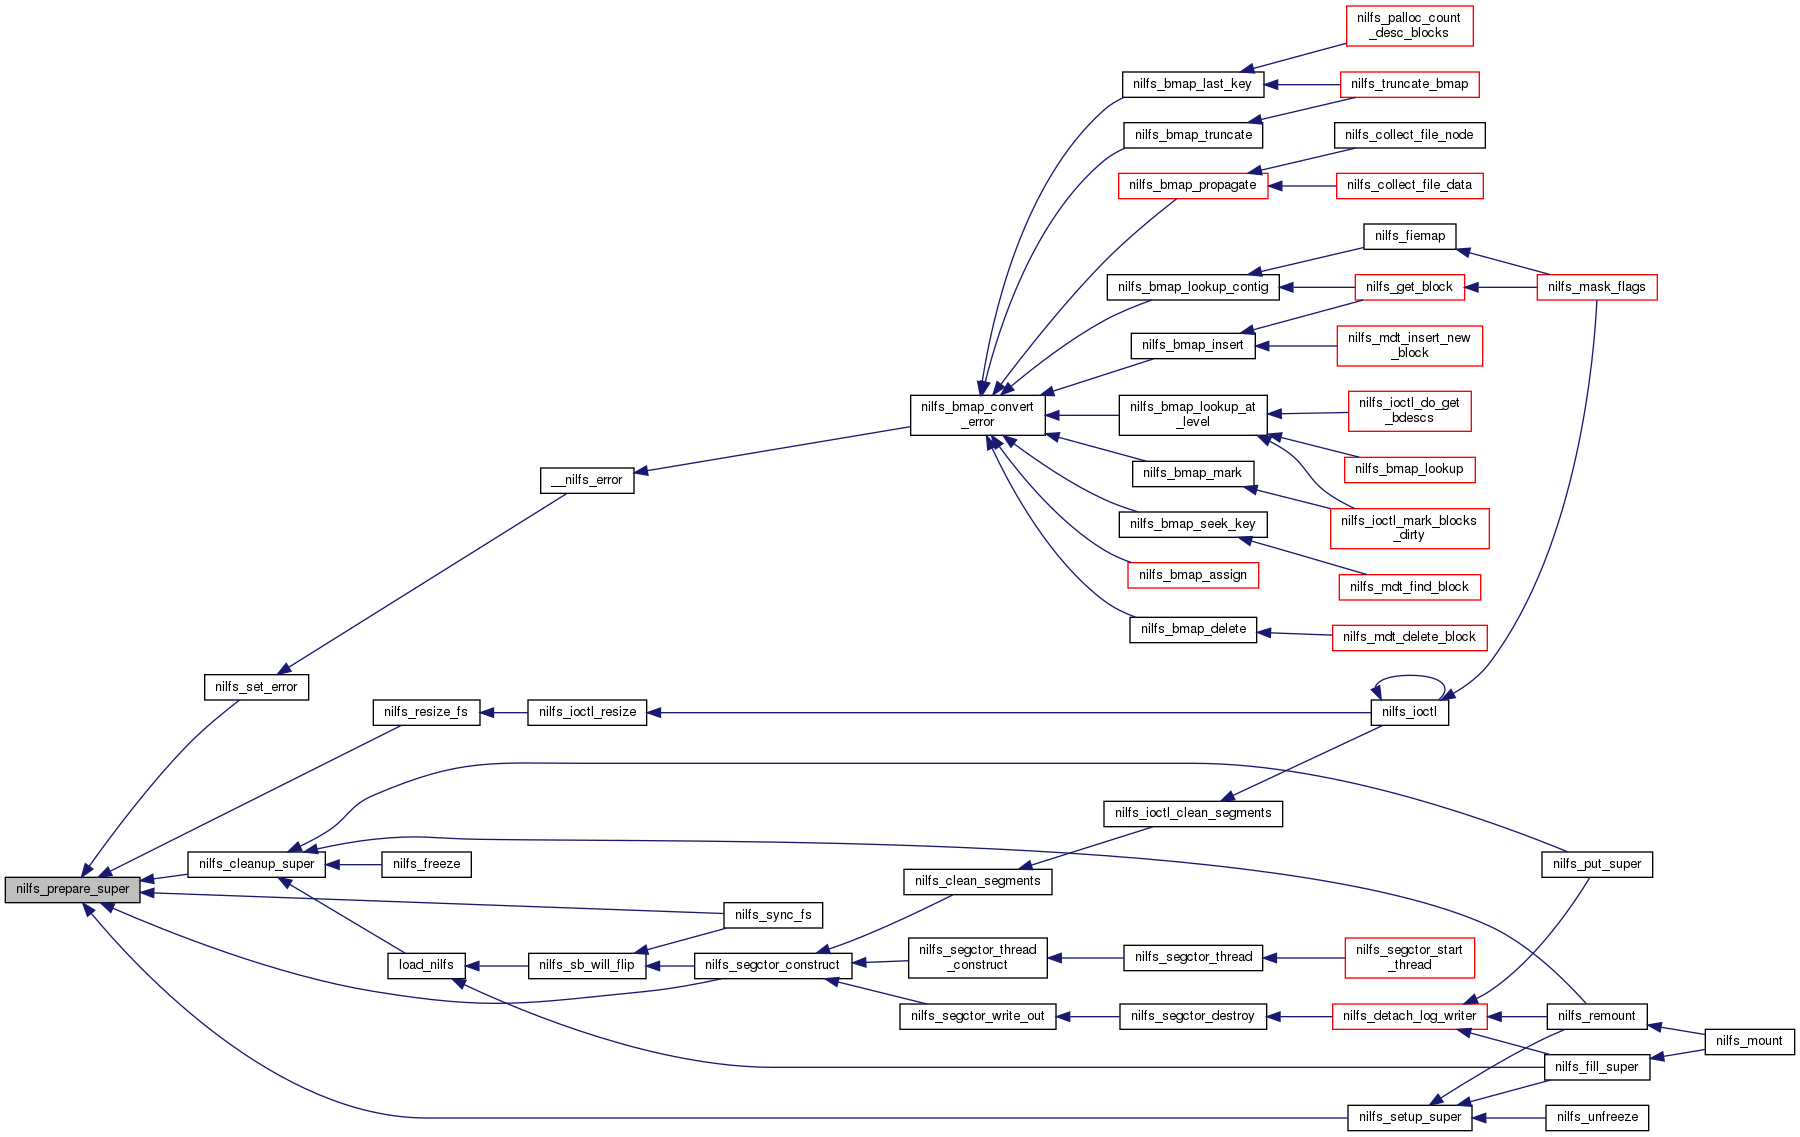 nilfs_palloc_count
_desc_blocks
nilfs_bmap_last_key
nilfs_truncate_bmap
nilfs_bmap_truncate
nilfs_collect_file_node
nilfs_bmap_propagate
nilfs_collect_file_data
nilfs_fiemap
nilfs_bmap_lookup_contig
nilfs_get_block
nilfs_mask_flags
nilfs_bmap_insert
nilfs_mdt_insert_new
_block
nilfs_bmap_convert
_error
nilfs_bmap_lookup_at
_level
nilfs_ioctl_do_get
_bdescs
nilfs_bmap_lookup
__nilfs_error
nilfs_bmap_mark
nilfs_bmap_seek_key
nilfs_ioctl_mark_blocks
_dirty
nilfs_bmap_assign
nilfs_mdt_find_block
nilfs_bmap_delete
nilfs_mdt_delete_block
nilfs_set_error
nilfs_resize_fs
nilfs_ioctl_resize
nilfs_ioctl
nilfs_ioctl_clean_segments
nilfs_cleanup_super
nilfs_freeze
nilfs_put_super
nilfs_prepare_super
nilfs_clean_segments
nilfs_sync_fs
load_nilfs
nilfs_sb_will_flip
nilfs_segctor_construct
nilfs_segctor_thread
_construct
nilfs_segctor_thread
nilfs_segctor_start
_thread
nilfs_segctor_write_out
nilfs_segctor_destroy
nilfs_detach_log_writer
nilfs_remount
nilfs_mount
nilfs_fill_super
nilfs_setup_super
nilfs_unfreeze